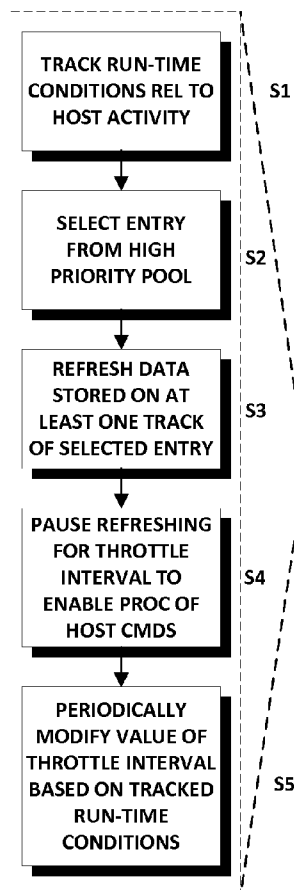 TRACK RUN-TIME
CONDITIONS REL TO
HOST ACTIVITY
S1
SELECT ENTRY
FROM HIGH
PRIORITY POOL
S2
REFRESH DATA
STORED ON AT
LEAST ONE TRACK
OF SELECTED ENTRY
S3
PAUSE REFRESHING
FOR THROTTLE
INTERVAL TO
ENABLE PROC OF
HOST CMDS
S4
PERIODICALLY
MODIFY VALUE OF
THROTTLE INTERVAL
BASED ON TRACKED
RUN-TIME
CONDITIONS
S5